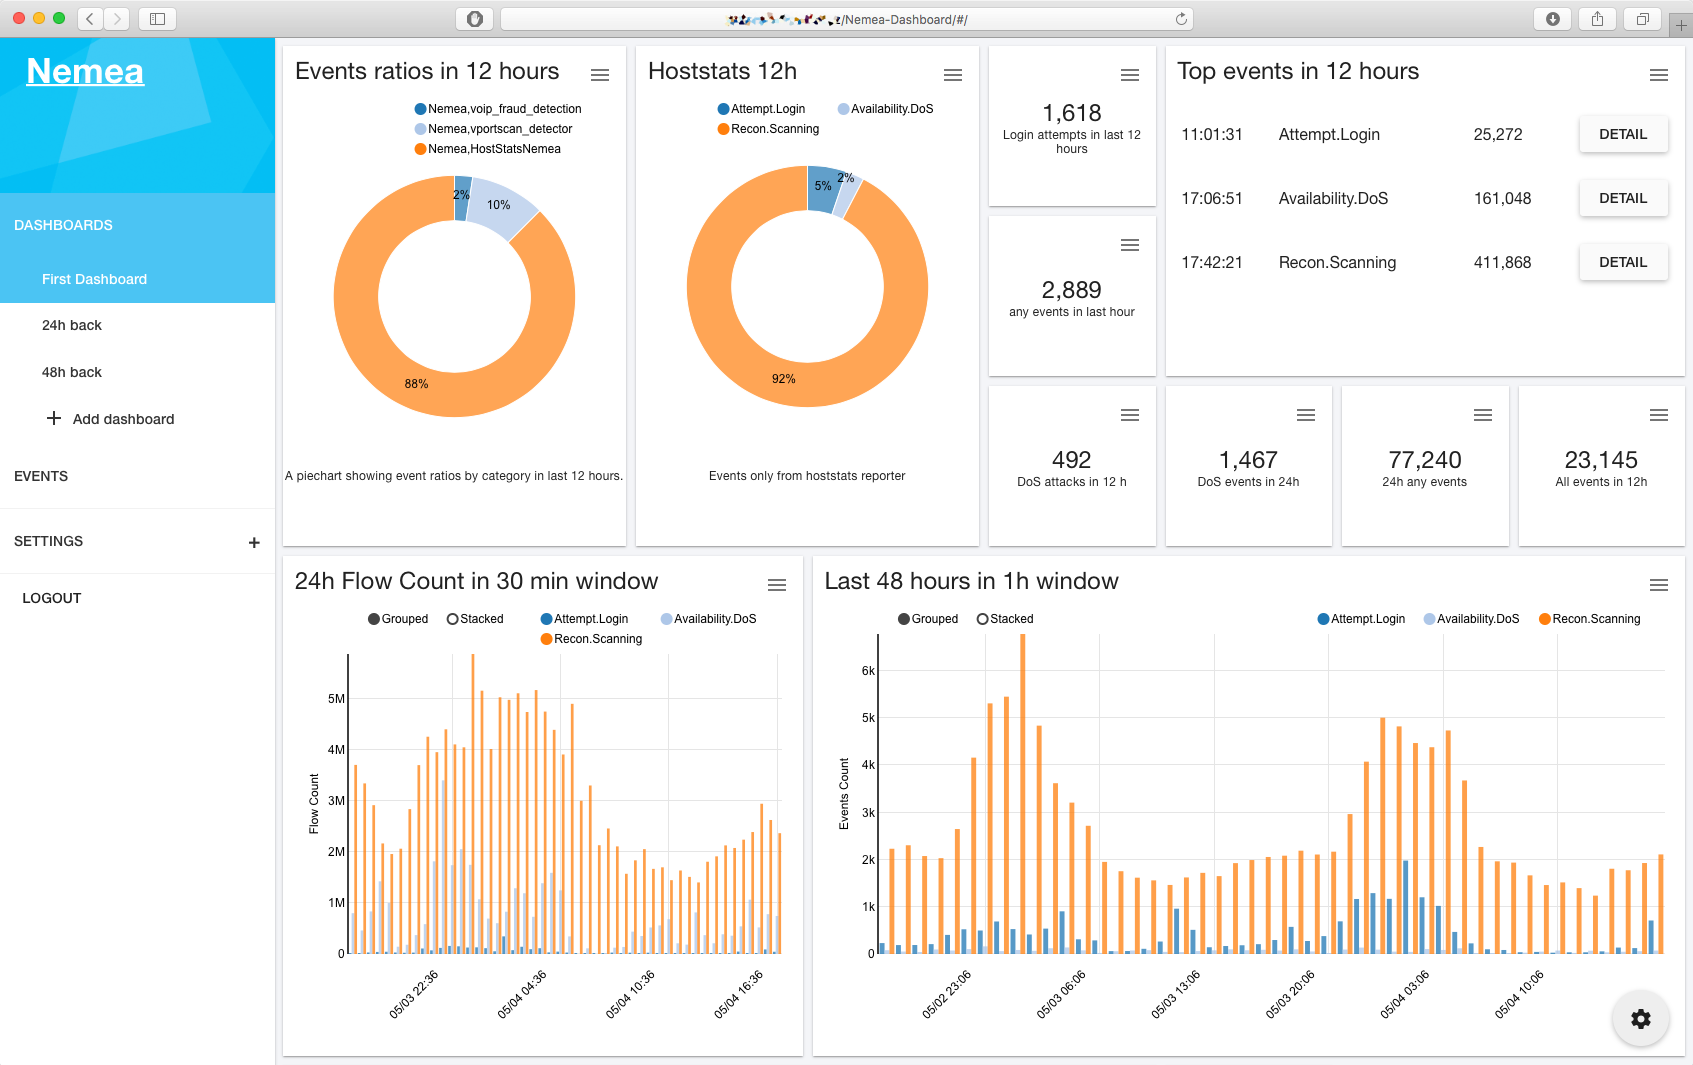 /Nemea-Dashboard/#/
Nemea
DASHBOARDS
First Dashboard
24h back
48h back
Add dashboard
EVENTS
SETTINGS
LOGOUT
Events ratios in 12 hours
Nemea,voip_fraud_detection
Nemea,vportscan_detector
Nemea,HostStatsNemea
2%
10%
88%
A piechart showing event ratios by category in last 12 hours.
Hoststats 12h
Attempt.Login Availability.DoS
Recon.Scanning
5% 2%
92%
Events only from hoststats reporter
1,618
Login attempts in last 12
hours
2,889
any events in last hour
Top events in 12 hours
11:01:31 Attempt.Login 25,272 DETAIL
17:06:51 Availability.DoS 161,048 DETAIL
17:42:21 Recon.Scanning 411,868 DETAIL
492
DoS attacks in 12 h
1,467
DoS events in 24h
77,240
24h any events
23,145
All events in 12h
24h Flow Count in 30 min window
Grouped Stacked Attempt.Login Availability.DoS
Recon.Scanning
Flow Count
5M
4M
3M
2M
1M
0
05/03 22:36 05/04 04:36 05/04 10:36 05/04 16:36
Last 48 hours in 1h window
Grouped Stacked Attempt.Login Availability.DoS Recon.Scanning
Events Count
6k
5k
4k
3k
2k
1k
0
05/02 23:06 05/03 06:06 05/03 13:06 05/03 20:06 05/04 03:06 05/04 10:06